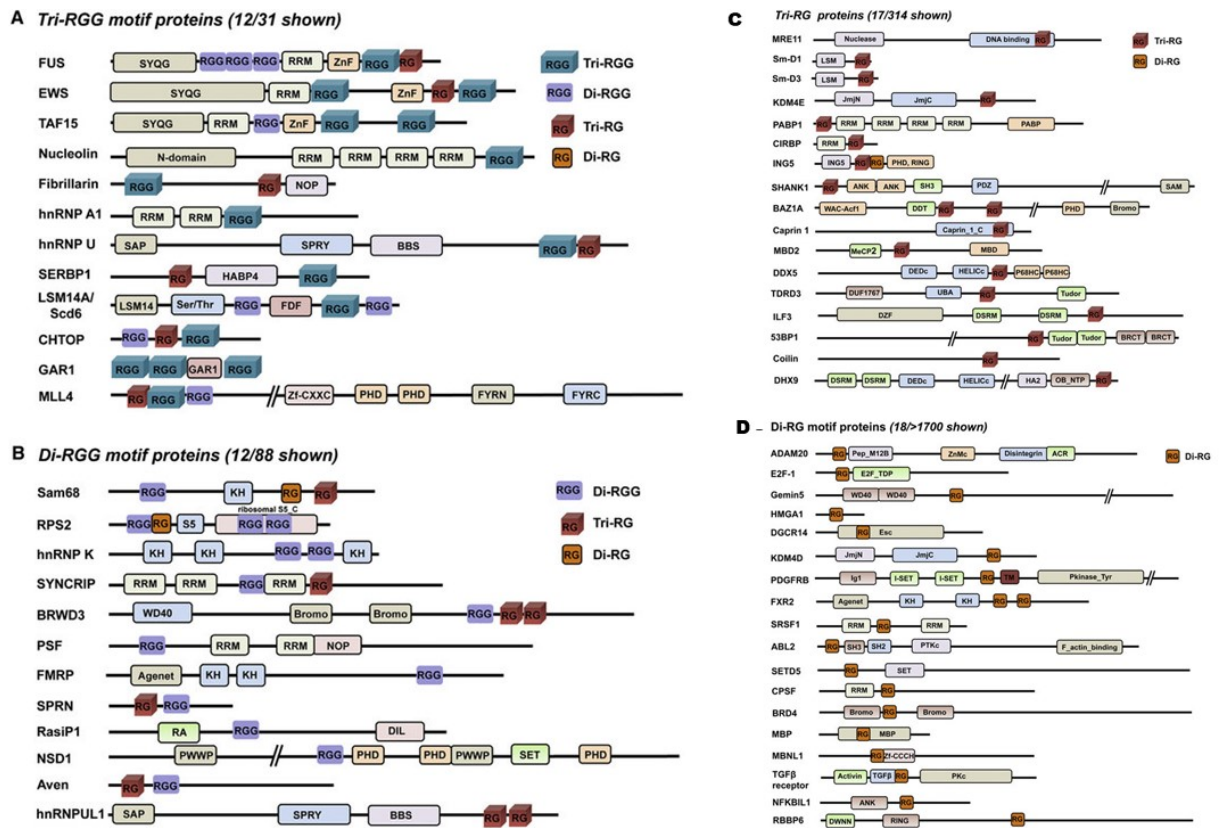 A Tri-RGG motif proteins (12/31 shown)
FUS SYQG RGG RGG RGG RRM ZnF RGG RG
EWS SYQG RRM RGG ZnF RG RGG
TAF15 SYQG RRM RGG ZnF RGG RGG
Nucleolin N-domain RRM RRM RRM RRM RGG
Fibrillarin RGG RG NOP
hnRNP A1 RRM RRM RGG
hnRNP U SAP SPRY BBS RGG RG
SERBP1 RG HABP4 RGG
LSM14A/
Scd6 LSM14 Ser/Thr RGG FDF RGG RGG
CHTOP RGG RG RGG
GAR1 RGG RGG GAR1 RGG
MLL4 RG RGG RGG Zf-CXXC PHD PHD FYRN FYRC
RGG Tri-RGG
RGG Di-RGG
RG Tri-RG
RG Di-RG
B Di-RGG motif proteins (12/88 shown)
Sam68 RGG KH RG RG
ribosomal S5_C
RPS2 RGG RG S5 RGG RGG
hnRNP K KH KH RGG RGG KH
SYNCRIP RRM RRM RGG RRM RG
BRWD3 WD40 Bromo Bromo RGG RG RG
PSF RGG RRM RRM NOP
FMRP Agenet KH KH RGG
SPRN RG RGG
RasiP1 RA RGG DIL
NSD1 PWWP RGG PHD PHD PWWP SET PHD
Aven RG RGG
hnRNPUL1 SAP SPRY BBS RG RG
RGG Di-RGG
RG Tri-RG
RG Di-RG
C Tri-RG proteins (17/314 shown)
MRE11 Nuclease DNA binding RG
Sm-D1 LSM RG
Sm-D3 LSM RG
KDM4E JmjN JmjC RG
PABP1 RG RRM RRM RRM RRM PABP
CIRBP RRM RG
ING5 ING5 RG RG PHD, RING
SHANK1 RG ANK ANK SH3 PDZ SAM
BAZ1A WAC-Acf1 DDT RG RG PHD Bromo
Caprin 1 Caprin_1_C RG
MBD2 MeCP2 RG MBD
DDX5 DEDc HELICc RG P68HC P68HC
TDRD3 DUF1767 UBA RG Tudor
ILF3 DZF DSRM DSRM RG
53BP1 RG Tudor Tudor BRCT BRCT
Coilin RG
DHX9 DSRM DSRM DEDc HELICc HA2 OB_NTP RG
RG Tri-RG
RG Di-RG
D – Di-RG motif proteins (18/>1700 shown)
ADAM20 RG Pep_M12B ZnMc Disintegrin ACR
E2F-1 RG E2F_TDP
Gemin5 WD40 WD40 RG
HMGA1 RG
DGCR14 RG Esc
KDM4D JmjN JmjC RG
PDGFRB Ig1 I-SET I-SET RG TM Pkinase_Tyr
FXR2 Agenet KH KH RG RG
SRSF1 RRM RG RRM
ABL2 RG SH3 SH2 PTKc F_actin_binding
SETD5 RG SET
CPSF RRM RG
BRD4 Bromo RG Bromo
MBP RG MBP
MBNL1 RG Zf-CCCH
TGFβ
receptor Activin TGFβ RG PKc
NFKBIL1 ANK RG
RBBP6 DWNN RING RG
RG Di-RG